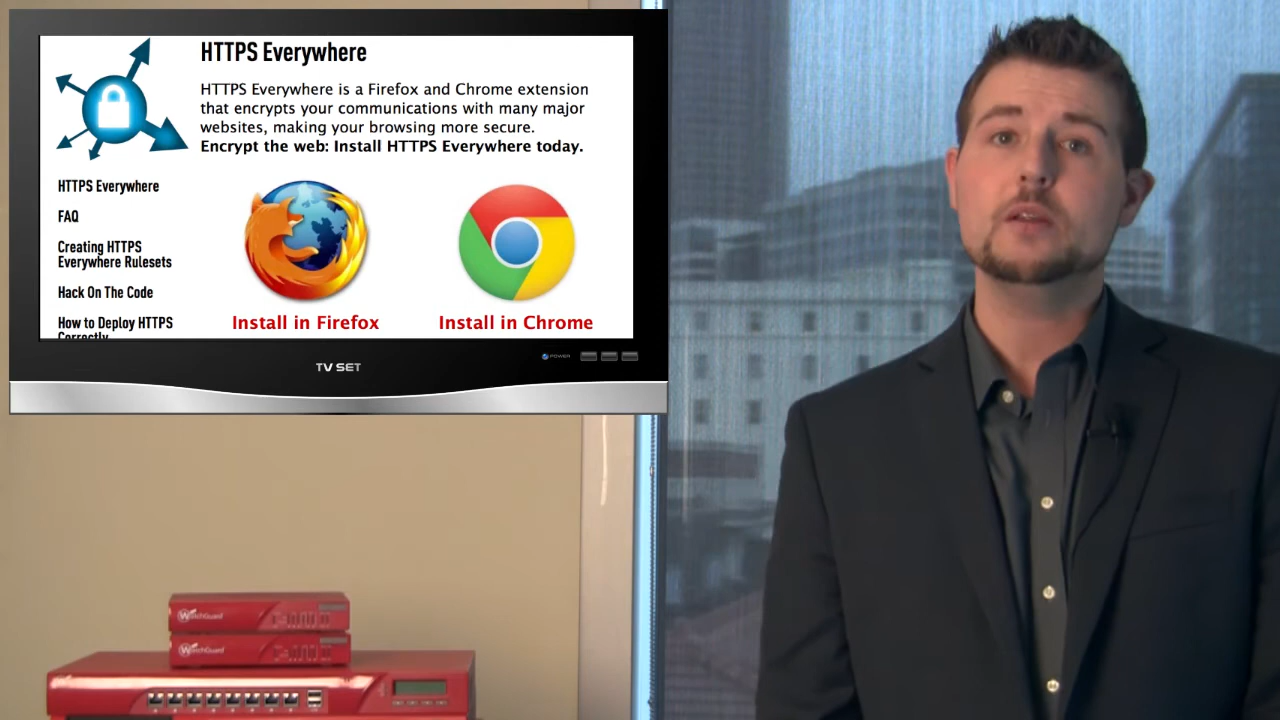 HTTPS Everywhere
HTTPS Everywhere is a Firefox and Chrome extension
that encrypts your communications with many major
websites, making your browsing more secure.
Encrypt the web: Install HTTPS Everywhere today.
HTTPS Everywhere
FAQ
Creating HTTPS
Everywhere Rulesets
Hack On The Code
How to Deploy HTTPS
Correctly
Install in Firefox
Install in Chrome
POWER
TV SET
WatchGuard
WatchGuard